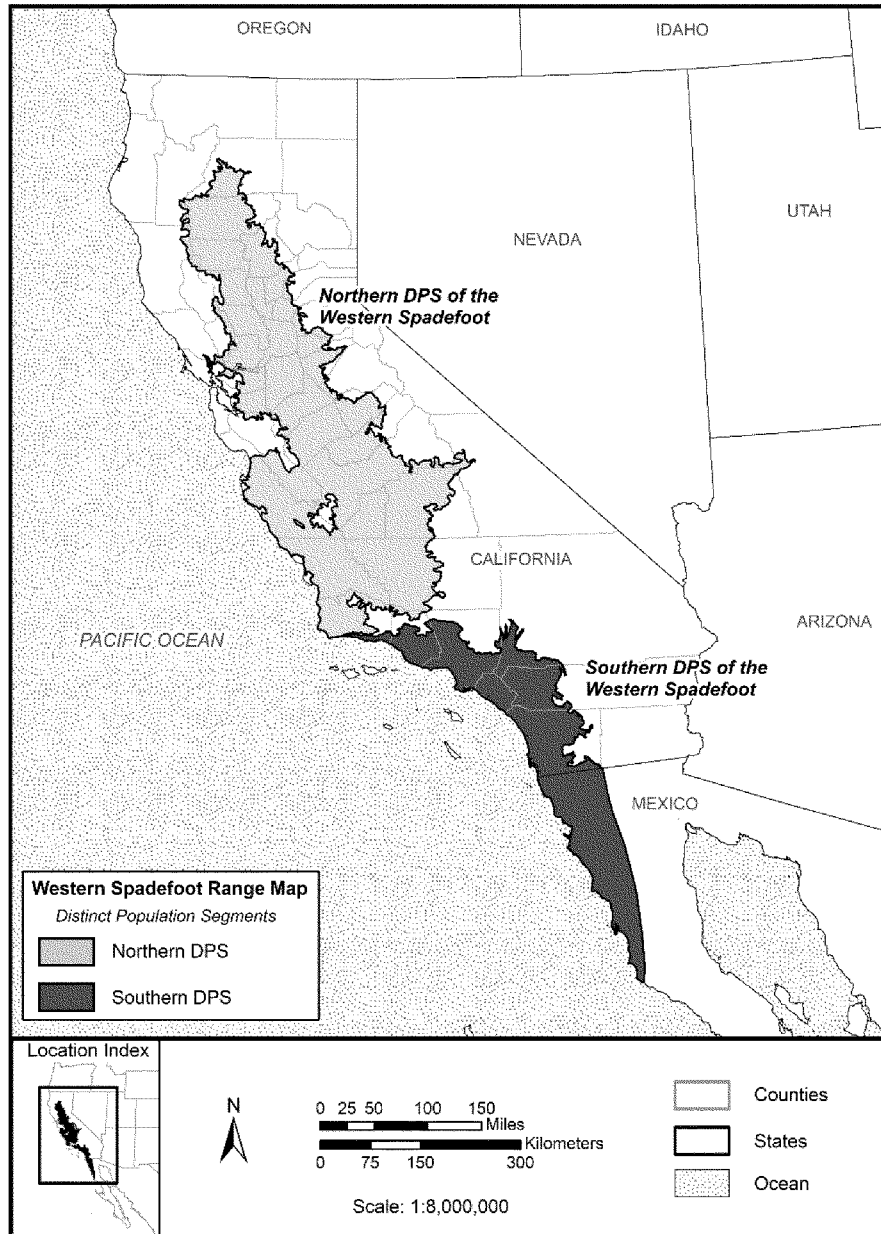 OREGON
IDAHO
NEVADA
UTAH
Northern DPS of the
Western Spadefoot
CALIFORNIA
ARIZONA
PACIFIC OCEAN
Southern DPS of the
Western Spadefoot
MEXICO
Western Spadefoot Range Map
Distinct Population Segments
Northern DPS
Southern DPS
Location Index
N
0 25 50 100 150
Miles
Kilometers
0 75 150 300
Scale: 1:8,000,000
Counties
States
Ocean